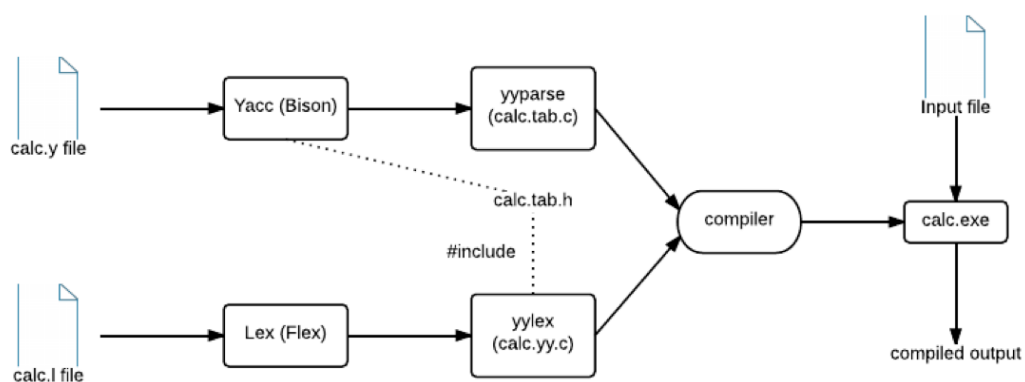 calc.y file
Yacc (Bison)
yyparse
(calc.tab.c)
Input file
calc.tab.h
#include
compiler
calc.exe
calc.l file
Lex (Flex)
yylex
(calc.yy.c)
compiled output